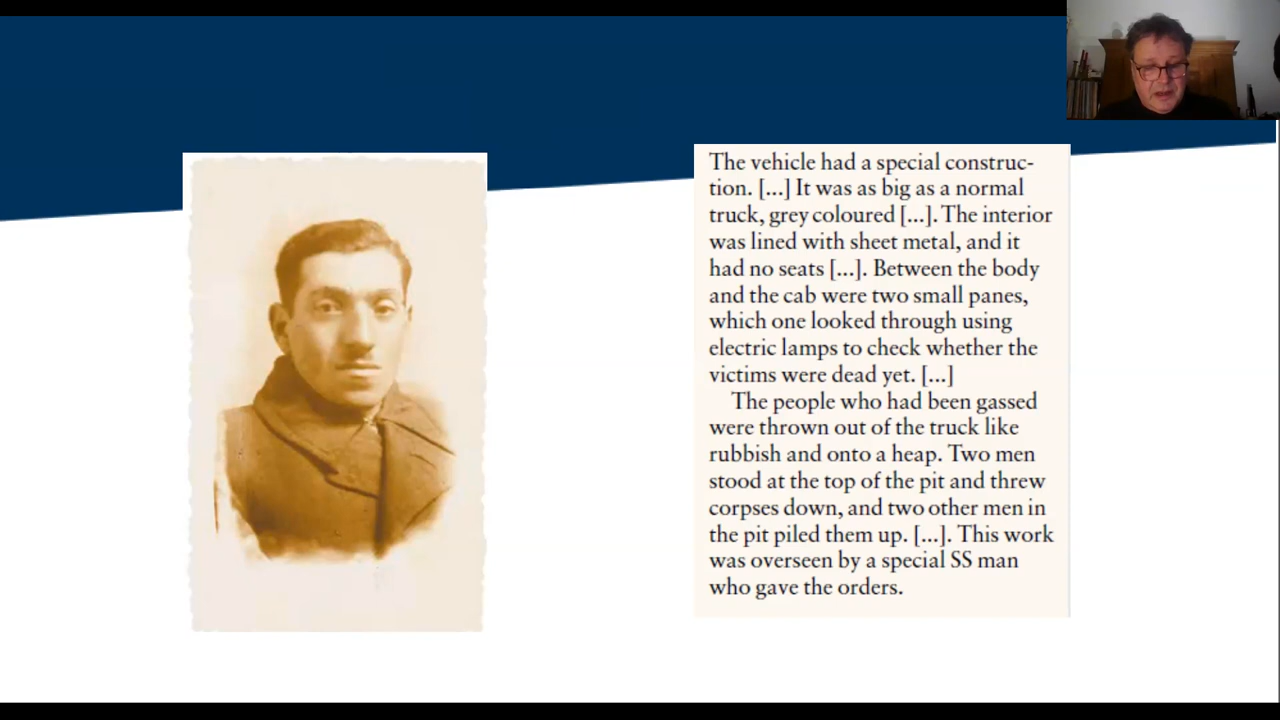 The vehicle had a special construc-
tion. [...] It was as big as a normal
truck, grey coloured [...]. The interior
was lined with sheet metal, and it
had no seats [...]. Between the body
and the cab were two small panes,
which one looked through using
electric lamps to check whether the
victims were dead yet. [...]
The people who had been gassed
were thrown out of the truck like
rubbish and onto a heap. Two men
stood at the top of the pit and threw
corpses down, and two other men in
the pit piled them up. [...]. This work
was overseen by a special SS man
who gave the orders.